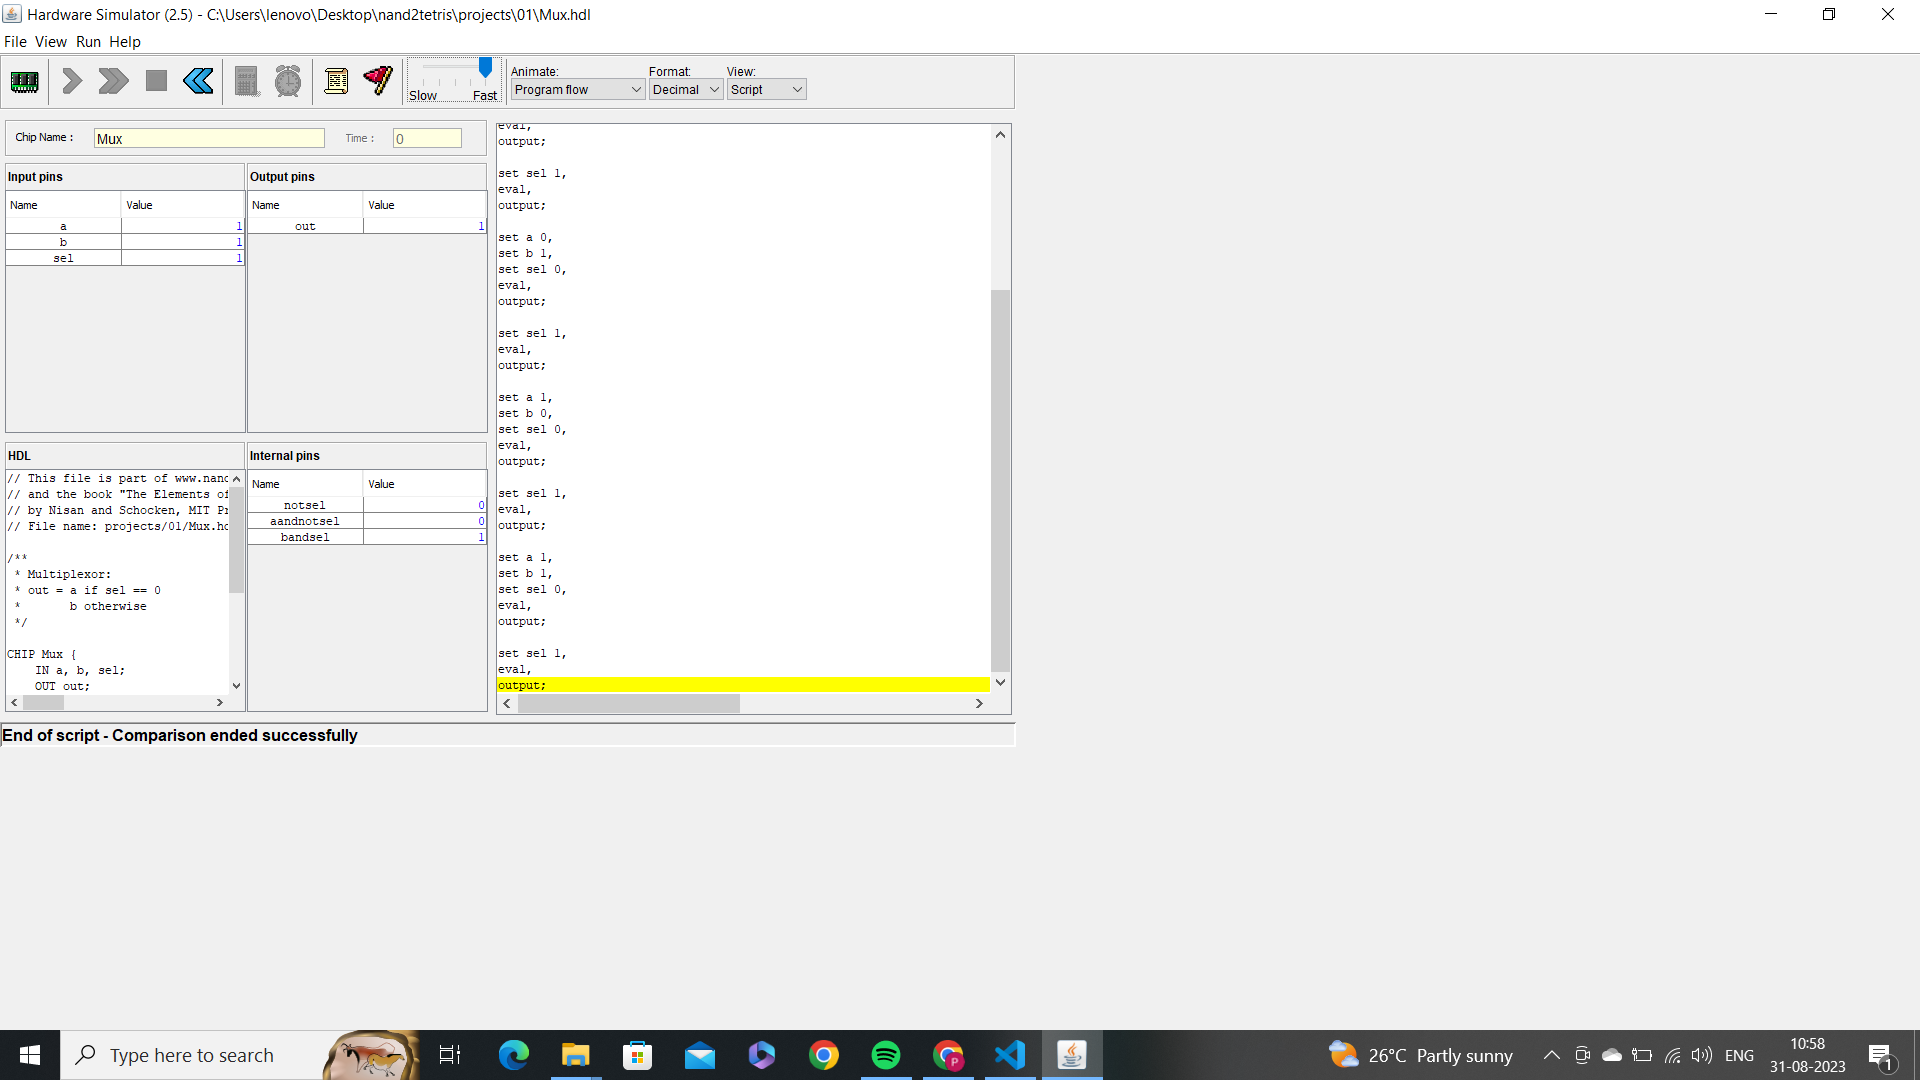 Hardware Simulator (2.5) - C:\Users\lenovo\Desktop\nand2tetris\projects\01\Mux.hdl
File View Run Help
Slow Fast
Animate:
Program flow
Format:
Decimal
View:
Script
Chip Name :
Mux
Time :
0
Input pins
Name Value
a 1
b 1
sel 1
Output pins
Name Value
out 1
HDL
// This file is part of www.nand
// and the book "The Elements of
// by Nisan and Schocken, MIT Pr
// File name: projects/01/Mux.hd
/**
* Multiplexor:
* out = a if sel == 0
* b otherwise
*/
CHIP Mux {
IN a, b, sel;
OUT out;
Internal pins
Name Value
notsel 0
aandnotsel 0
bandsel 1
eval,
output;
set sel 1,
eval,
output;
set a 0,
set b 1,
set sel 0,
eval,
output;
set sel 1,
eval,
output;
set a 1,
set b 0,
set sel 0,
eval,
output;
set sel 1,
eval,
output;
set a 1,
set b 1,
set sel 0,
eval,
output;
set sel 1,
eval,
output;
End of script - Comparison ended successfully
Type here to search
P
26°C Partly sunny
ENG
10:58
31-08-2023
1